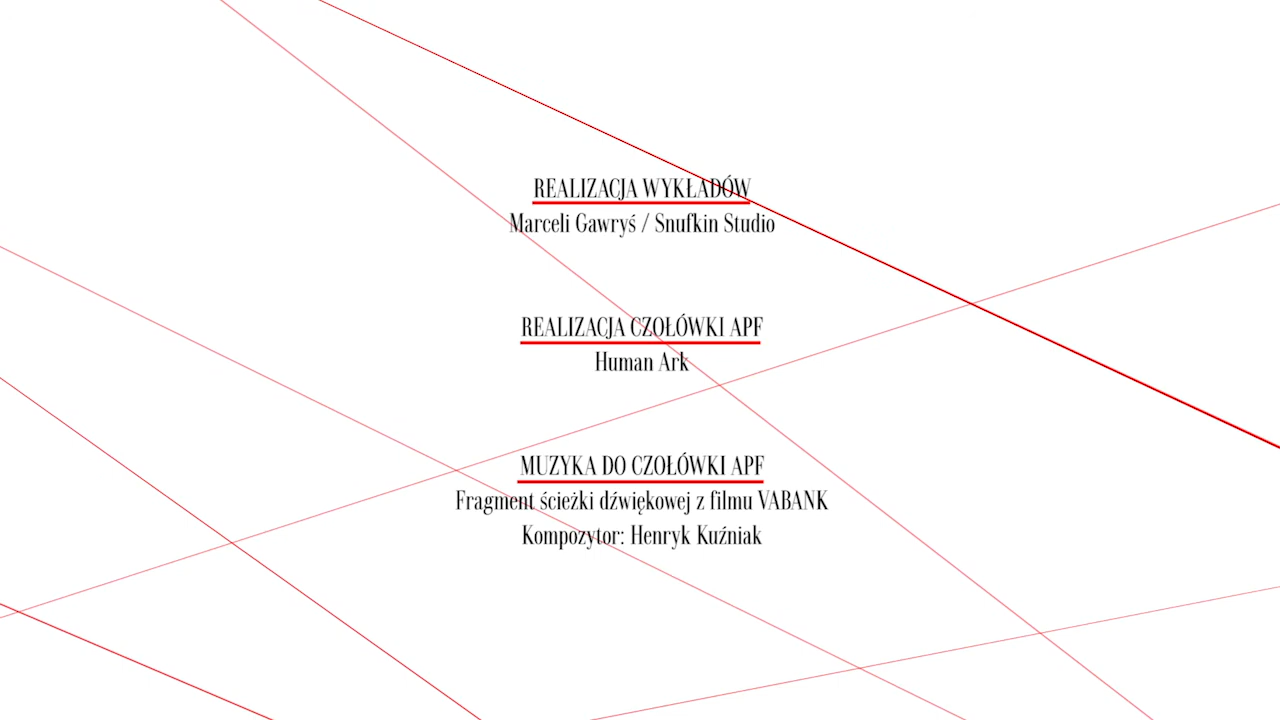 REALIZACJA WYKŁADÓW
Marceli Gawryś / Snufkin Studio
REALIZACJA CZOŁÓWKI APF
Human Ark
MUZYKA DO CZOŁÓWKI APF
Fragment ścieżki dźwiękowej z filmu VABANK
Kompozytor: Henryk Kuźniak